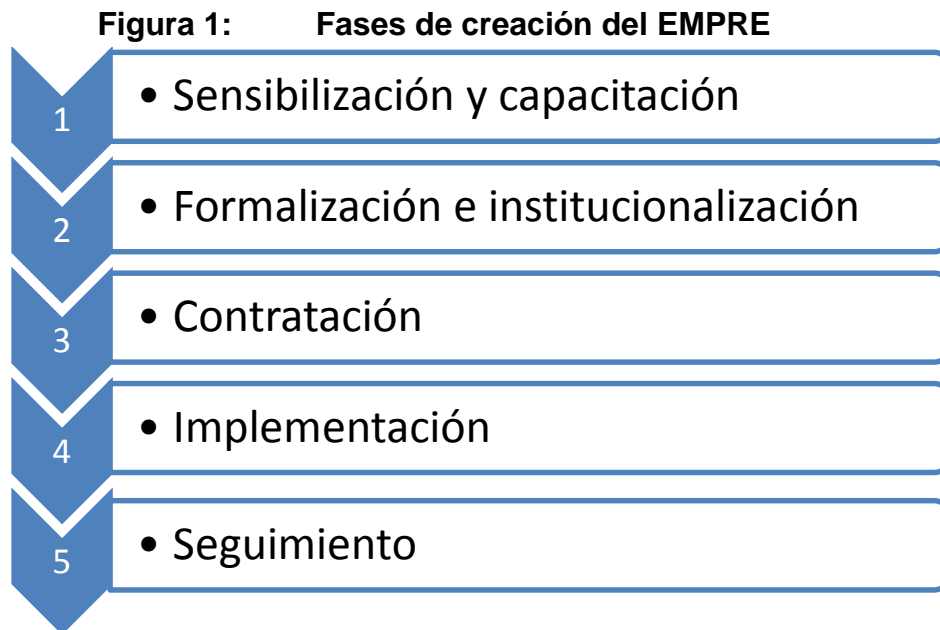 Figura 1: Fases de creación del EMPRE
1
• Sensibilización y capacitación
2
• Formalización e institucionalización
3
• Contratación
4
• Implementación
5
• Seguimiento